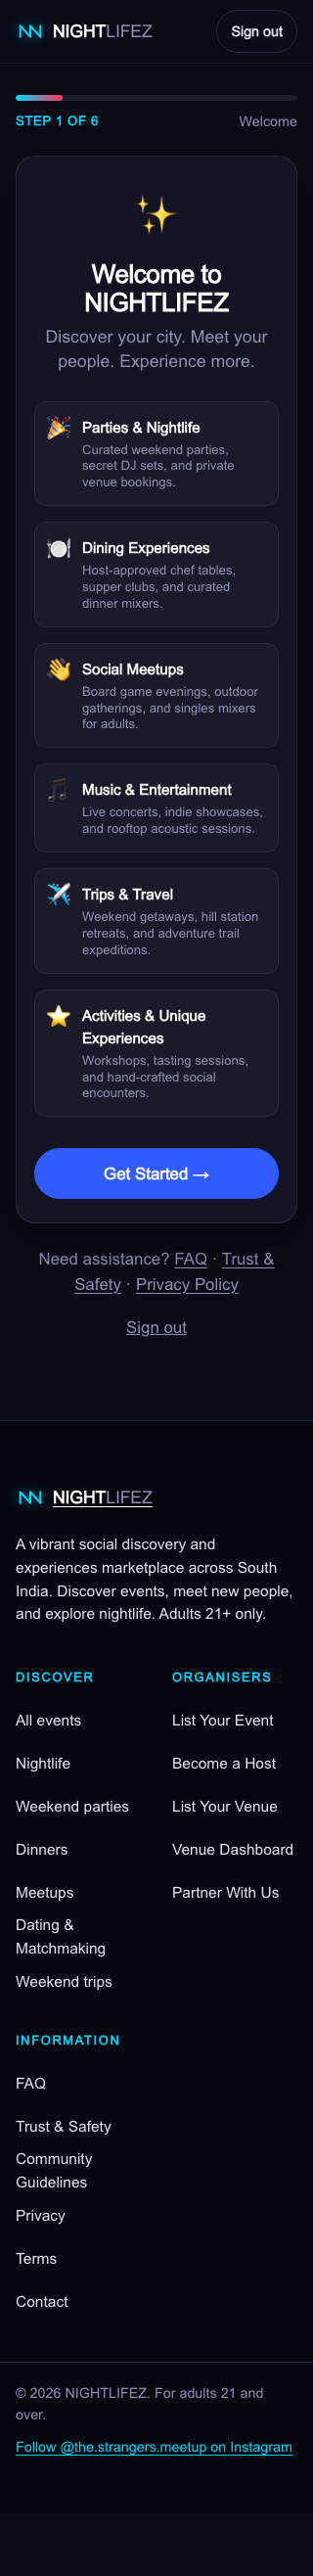 NIGHTLIFEZ
Sign out
STEP 1 OF 6
Welcome
Welcome to
NIGHTLIFEZ
Discover your city. Meet your
people. Experience more.
Parties & Nightlife
Curated weekend parties,
secret DJ sets, and private
venue bookings.
Dining Experiences
Host-approved chef tables,
supper clubs, and curated
dinner mixers.
Social Meetups
Board game evenings, outdoor
gatherings, and singles mixers
for adults.
Music & Entertainment
Live concerts, indie showcases,
and rooftop acoustic sessions.
Trips & Travel
Weekend getaways, hill station
retreats, and adventure trail
expeditions.
Activities & Unique
Experiences
Workshops, tasting sessions,
and hand-crafted social
encounters.
Get Started →
Need assistance? FAQ · Trust &
Safety · Privacy Policy
Sign out
NIGHTLIFEZ
A vibrant social discovery and
experiences marketplace across South
India. Discover events, meet new people,
and explore nightlife. Adults 21+ only.
DISCOVER
All events
Nightlife
Weekend parties
Dinners
Meetups
Dating &
Matchmaking
Weekend trips
ORGANISERS
List Your Event
Become a Host
List Your Venue
Venue Dashboard
Partner With Us
INFORMATION
FAQ
Trust & Safety
Community
Guidelines
Privacy
Terms
Contact
© 2026 NIGHTLIFEZ. For adults 21 and
over.
Follow @the.strangers.meetup on Instagram